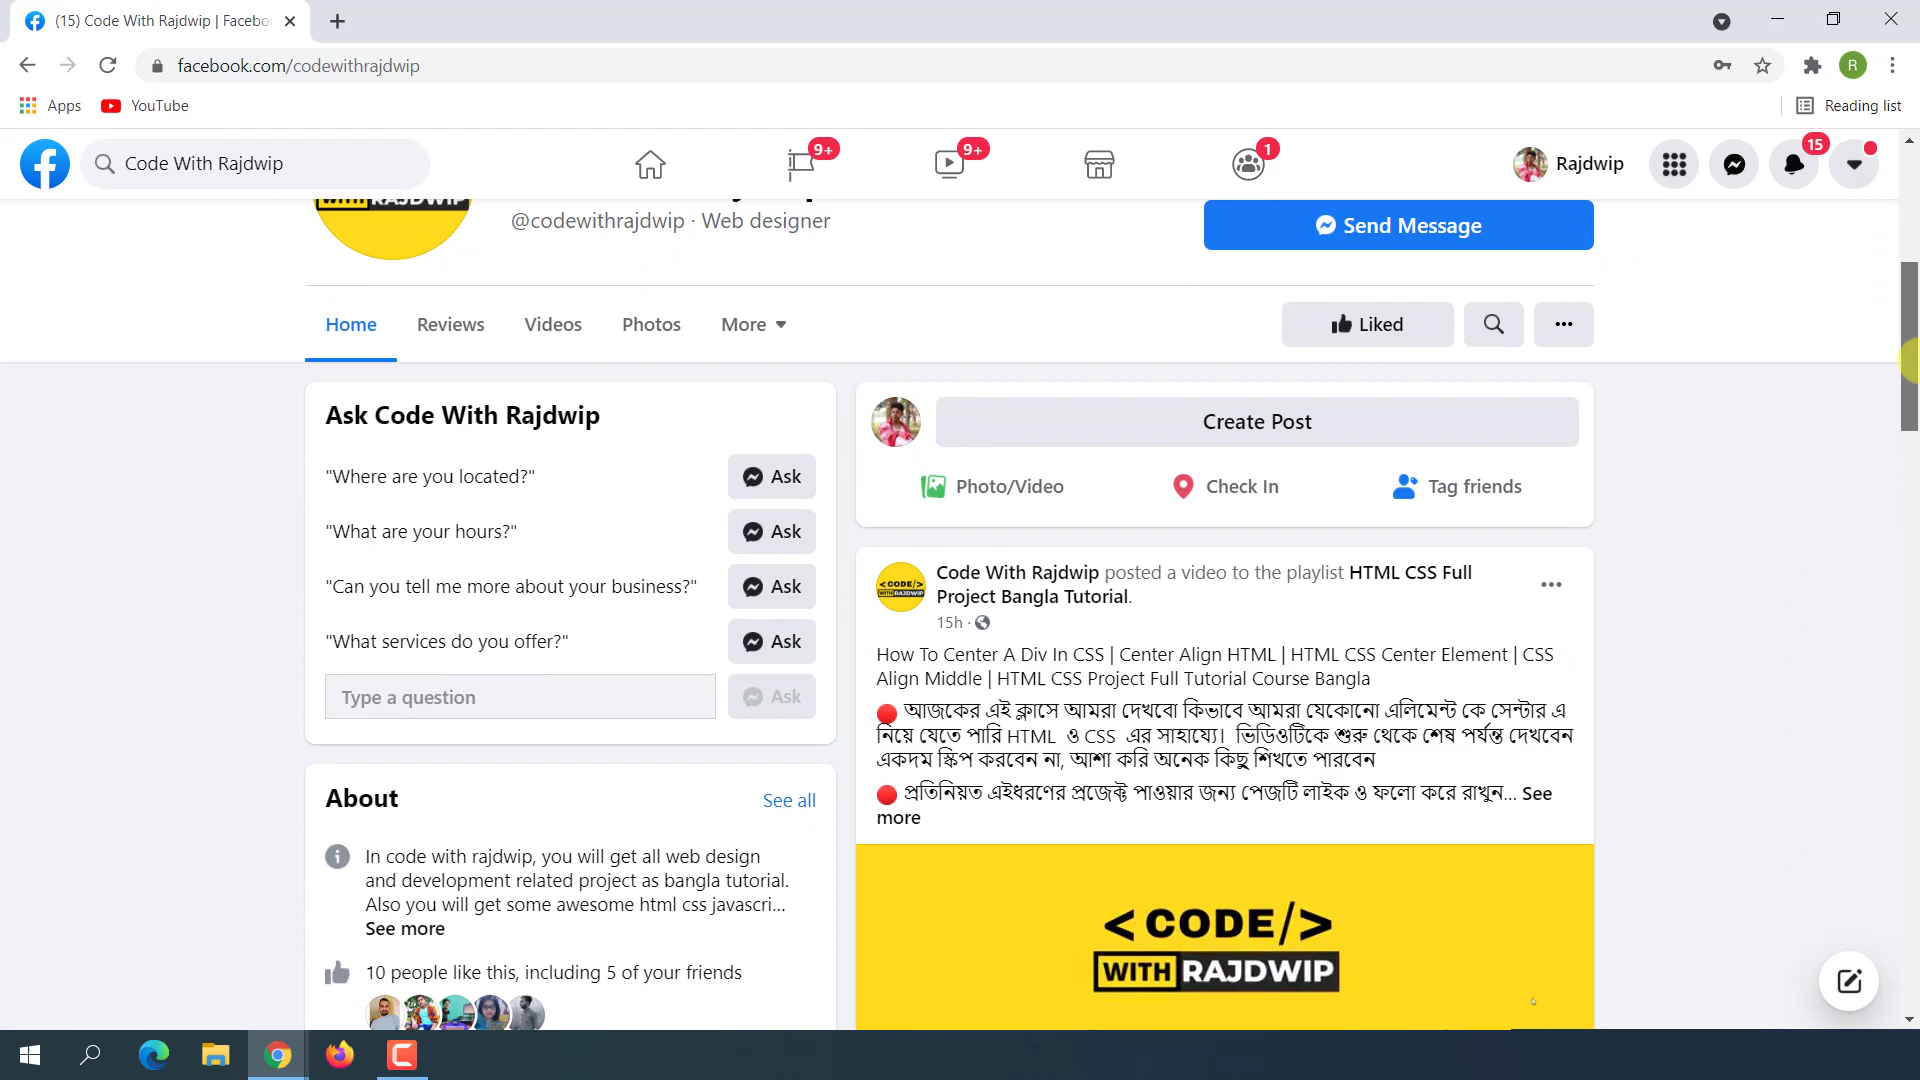 (15) Code With Rajdwip | Facebo
facebook.com/codewithrajdwip
R
Apps
YouTube
Reading list
Code With Rajdwip
9+
9+
1
Rajdwip
15
WITH RAJDWIP
@codewithrajdwip · Web designer
Send Message
Home
Reviews
Videos
Photos
More
Liked
Ask Code With Rajdwip
"Where are you located?"
Ask
"What are your hours?"
Ask
"Can you tell me more about your business?"
Ask
"What services do you offer?"
Ask
Type a question
Ask
About
See all
In code with rajdwip, you will get all web design
and development related project as bangla tutorial.
Also you will get some awesome html css javascri...
See more
10 people like this, including 5 of your friends
Create Post
Photo/Video
Check In
Tag friends
<CODE/>
WITH RAJDWIP
Code With Rajdwip posted a video to the playlist HTML CSS Full
Project Bangla Tutorial.
15h ·
How To Center A Div In CSS | Center Align HTML | HTML CSS Center Element | CSS
Align Middle | HTML CSS Project Full Tutorial Course Bangla
🔴 আজকের এই ক্লাসে আমরা দেখবো কিভাবে আমরা যেকোনো এলিমেন্ট কে সেন্টার এ
নিয়ে যেতে পারি HTML ও CSS এর সাহায্যে। ভিডিওটিকে শুরু থেকে শেষ পর্যন্ত দেখবেন
একদম স্কিপ করবেন না, আশা করি অনেক কিছু শিখতে পারবেন
🔴 প্রতিনিয়ত এইধরণের প্রজেক্ট পাওয়ার জন্য পেজটি লাইক ও ফলো করে রাখুন... See
more
<CODE/>
WITH RAJDWIP